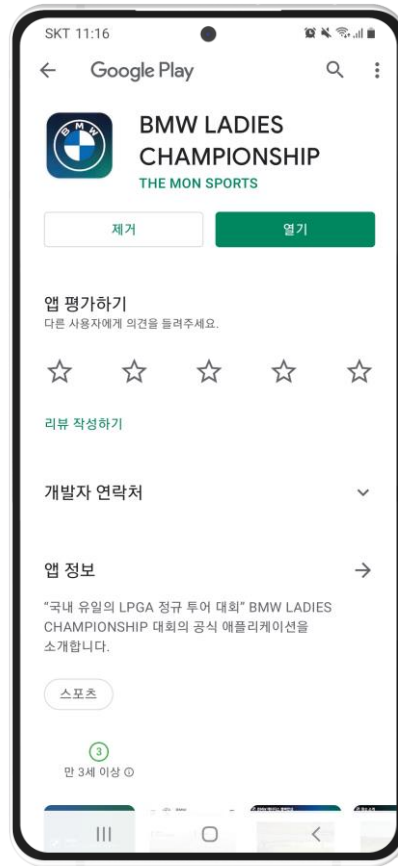 SKT 11:16
Google Play
BMW
BMW LADIES
CHAMPIONSHIP
THE MON SPORTS
제거
열기
앱 평가하기
다른 사용자에게 의견을 들려주세요.
리뷰 작성하기
개발자 연락처
앱 정보
"국내 유일의 LPGA 정규 투어 대회" BMW LADIES
CHAMPIONSHIP 대회의 공식 애플리케이션을
소개합니다.
스포츠
3
만 3세 이상